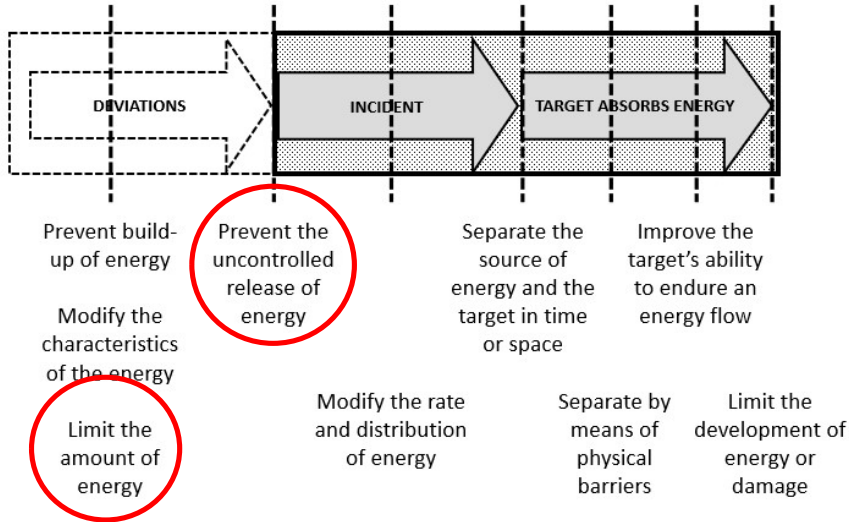 DEVIATIONS
INCIDENT
TARGET ABSORBS ENERGY
Prevent build-
up of energy
Modify the
characteristics
of the energy
Limit the
amount of
energy
Prevent the
uncontrolled
release of
energy
Modify the rate
and distribution
of energy
Separate the
source of
energy and the
target in time
or space
Separate by
means of
physical
barriers
Improve the
target’s ability
to endure an
energy flow
Limit the
development of
energy or
damage